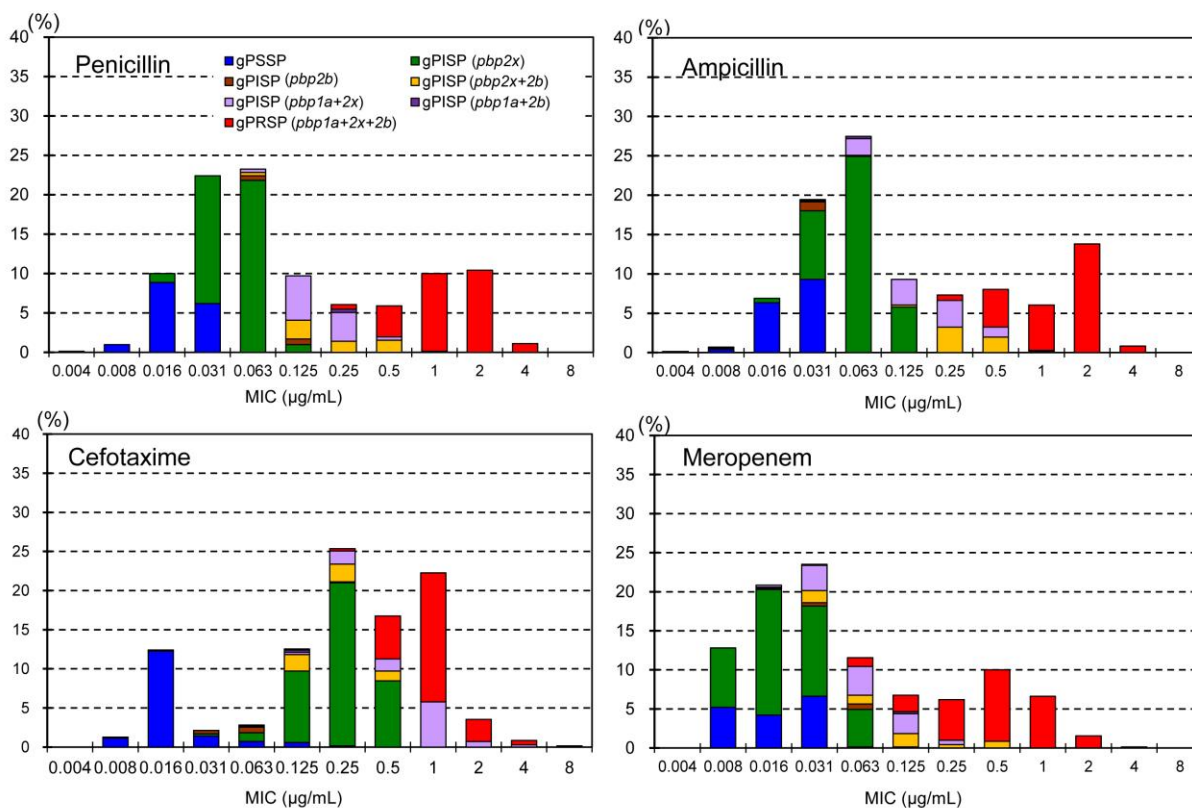 (%)
40
35
30
25
20
15
10
5
0
Penicillin
gPSSP
gPISP (pbp2x)
gPISP (pbp2b)
gPISP (pbp2x+2b)
gPISP (pbp1a+2x)
gPISP (pbp1a+2b)
gPRSP (pbp1a+2x+2b)
0.004 0.008 0.016 0.031 0.063 0.125 0.25 0.5 1 2 4 8
MIC (µg/mL)
(%)
40
35
30
25
20
15
10
5
0
Ampicillin
0.004 0.008 0.016 0.031 0.063 0.125 0.25 0.5 1 2 4 8
MIC (µg/mL)
(%)
40
35
30
25
20
15
10
5
0
Cefotaxime
0.004 0.008 0.016 0.031 0.063 0.125 0.25 0.5 1 2 4 8
MIC (µg/mL)
(%)
40
35
30
25
20
15
10
5
0
Meropenem
0.004 0.008 0.016 0.031 0.063 0.125 0.25 0.5 1 2 4 8
MIC (µg/mL)